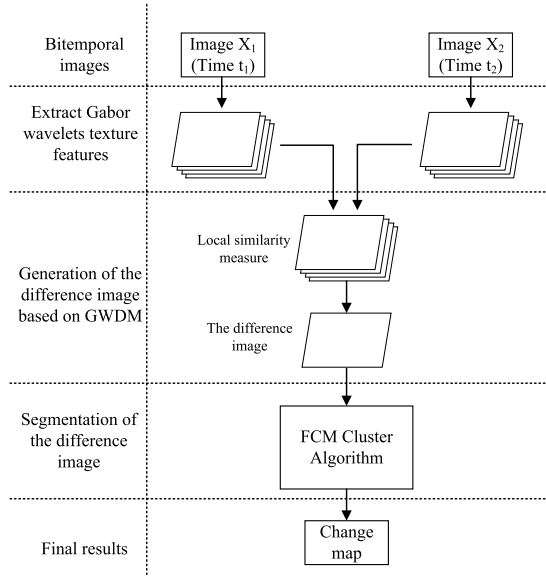 Bitemporal
images
Image X₁
(Time t₁)
Image X₂
(Time t₂)
Extract Gabor
wavelets texture
features
Generation of the
difference image
based on GWDM
Local similarity
measure
The difference
image
Segmentation of
the difference
image
FCM Cluster
Algorithm
Final results
Change
map